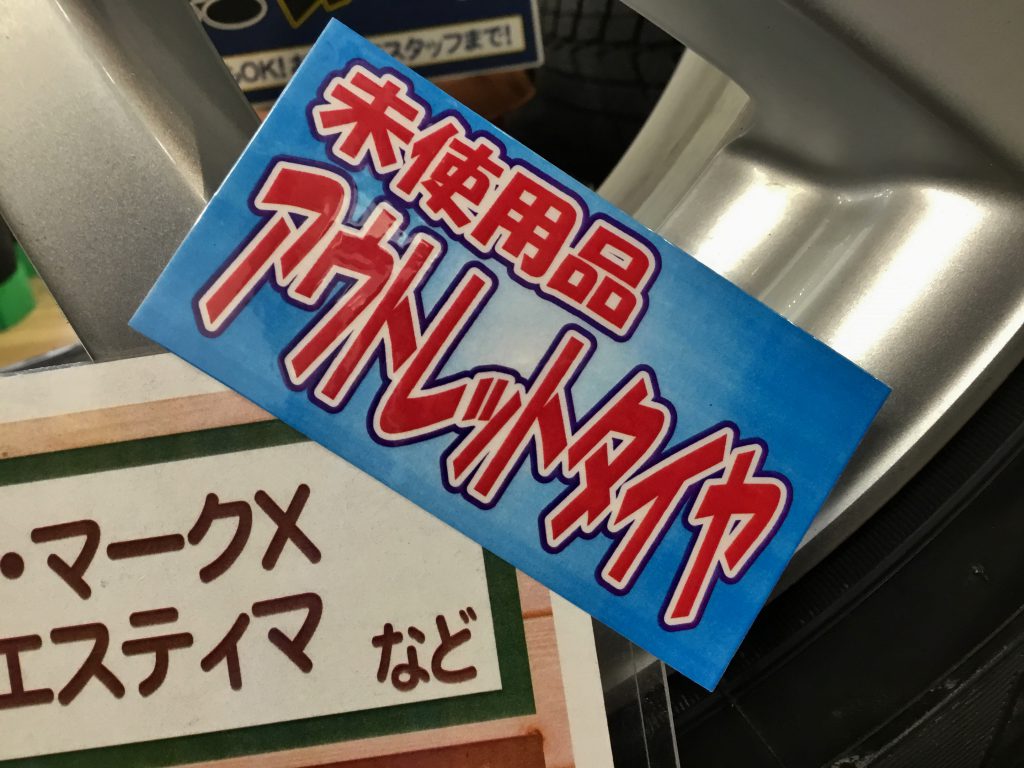 OK!
スタッフまで!
未使用品
アウトレットタイヤ
・マークX
エスティマ など